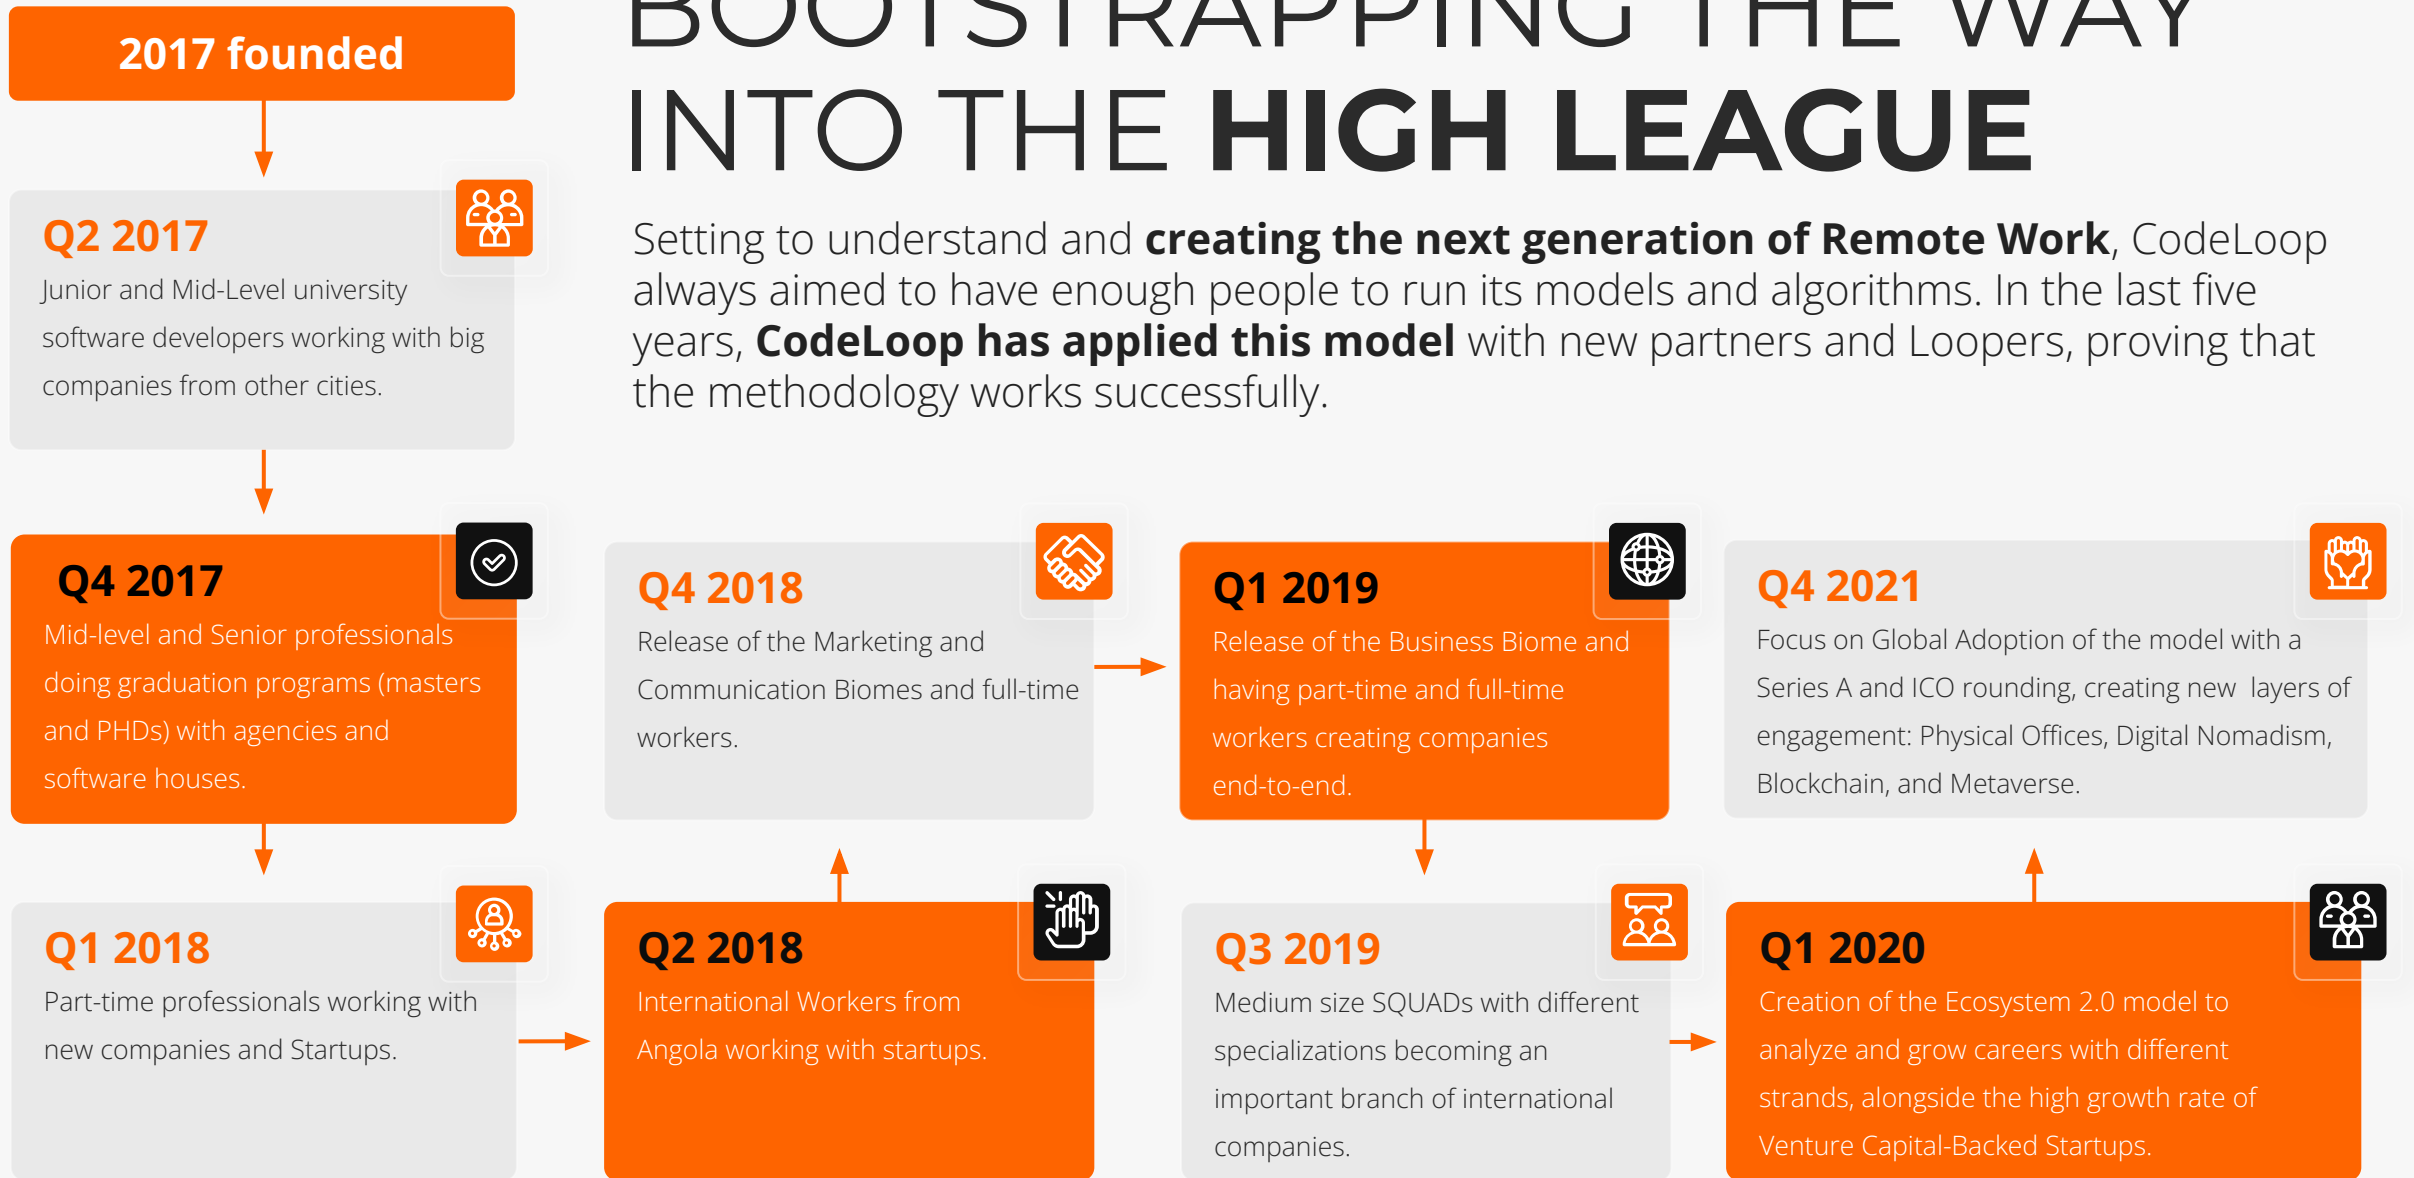 2017 founded
BOOTSTRAPPING THE WAY
INTO THE HIGH LEAGUE
Setting to understand and creating the next generation of Remote Work, CodeLoop
always aimed to have enough people to run its models and algorithms. In the last five
years, CodeLoop has applied this model with new partners and Loopers, proving that
the methodology works successfully.
Q2 2017
Junior and Mid-Level university
software developers working with big
companies from other cities.
Q4 2017
Mid-level and Senior professionals
doing graduation programs (masters
and PHDs) with agencies and
software houses.
Q1 2018
Part-time professionals working with
new companies and Startups.
Q2 2018
International Workers from
Angola working with startups.
Q4 2018
Release of the Marketing and
Communication Biomes and full-time
workers.
Q1 2019
Release of the Business Biome and
having part-time and full-time
workers creating companies
end-to-end.
Q3 2019
Medium size SQUADs with different
specializations becoming an
important branch of international
companies.
Q1 2020
Creation of the Ecosystem 2.0 model to
analyze and grow careers with different
strands, alongside the high growth rate of
Venture Capital-Backed Startups.
Q4 2021
Focus on Global Adoption of the model with a
Series A and ICO rounding, creating new  layers of
engagement: Physical Offices, Digital Nomadism,
Blockchain, and Metaverse.